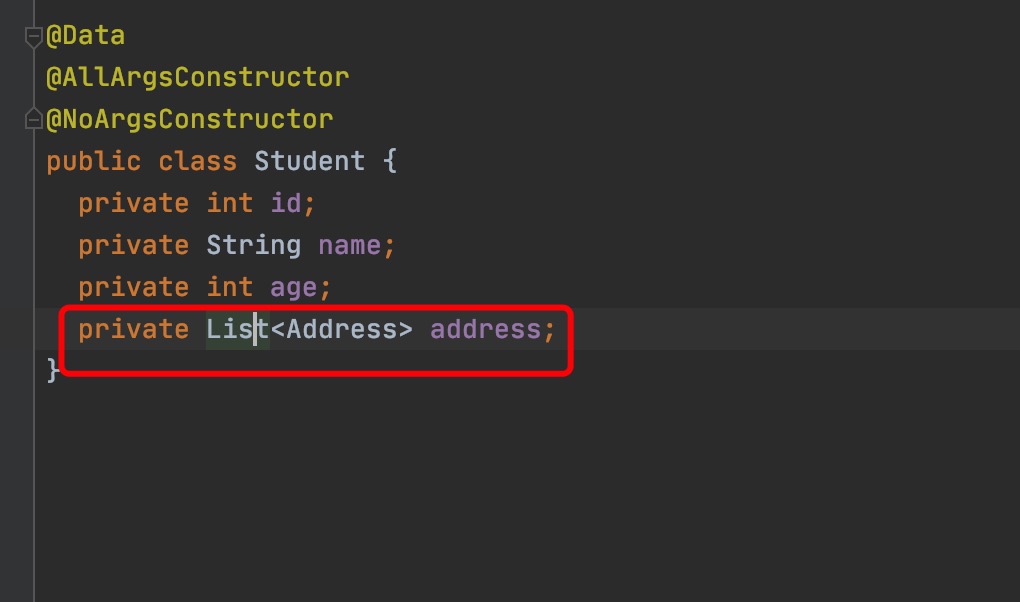 @Data
@AllArgsConstructor
@NoArgsConstructor
public class Student {
private int id;
private String name;
private int age;
private List<Address> address;
}